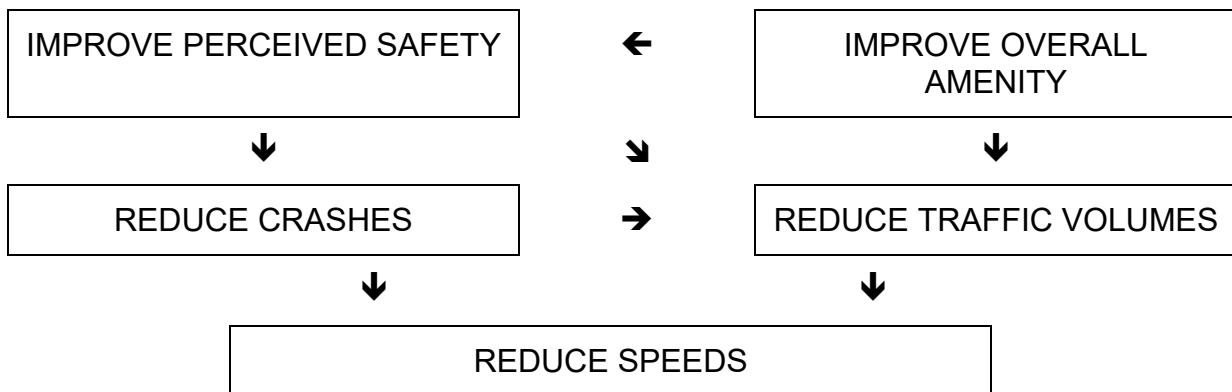 IMPROVE PERCEIVED SAFETY
IMPROVE OVERALL
AMENITY
REDUCE CRASHES
REDUCE TRAFFIC VOLUMES
REDUCE SPEEDS